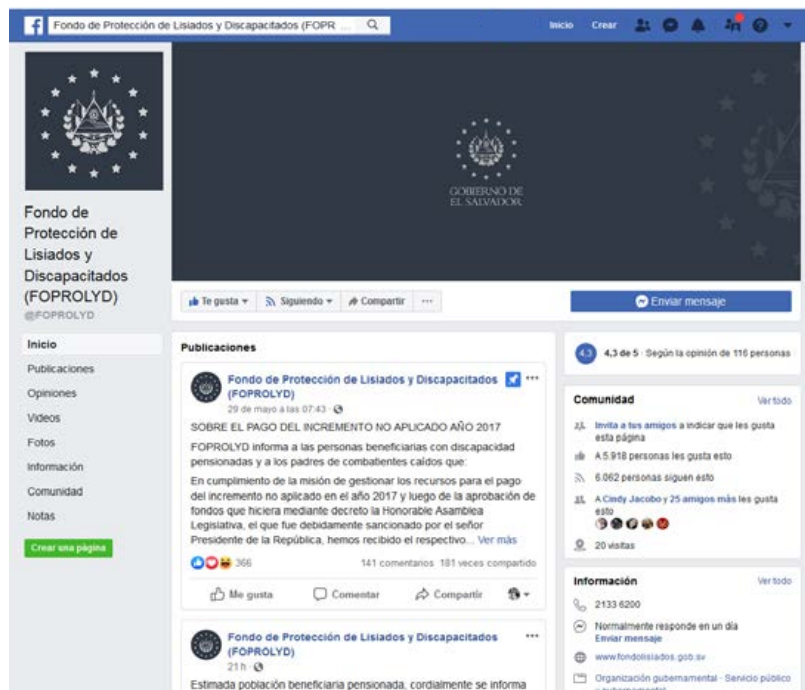 Fondo de Protección de Lisiados y Discapacitados (FOPR ...
Inicio
Crear
GOBIERNO DE
EL SALVADOR
Fondo de
Protección de
Lisiados y
Discapacitados
(FOPROLYD)
@FOPROLYD
Te gusta
Siguiendo
Compartir
...
Enviar mensaje
Inicio
Publicaciones
Opiniones
Videos
Fotos
Información
Comunidad
Notas
Crear una página
Publicaciones
Fondo de Protección de Lisiados y Discapacitados
(FOPROLYD)
29 de mayo a las 07:43 ·
SOBRE EL PAGO DEL INCREMENTO NO APLICADO AÑO 2017
FOPROLYD informa a las personas beneficiarias con discapacidad
pensionadas y a los padres de combatientes caídos que:
En cumplimiento de la misión de gestionar los recursos para el pago
del incremento no aplicado en el año 2017 y luego de la aprobación de
fondos que hiciera mediante decreto la Honorable Asamblea
Legislativa, el que fue debidamente sancionado por el señor
Presidente de la República, hemos recibido el respectivo... Ver más
366
141 comentarios 181 veces compartido
Me gusta
Comentar
Compartir
Fondo de Protección de Lisiados y Discapacitados
(FOPROLYD)
21 h ·
Estimada población beneficiaria pensionada, cordialmente se informa
4,3
4,3 de 5 · Según la opinión de 116 personas
Comunidad
Ver todo
Invita a tus amigos a indicar que les gusta
esta página
A 5.918 personas les gusta esto
6.062 personas siguen esto
A Cindy Jacobo y 25 amigos más les gusta
esto
20 visitas
Información
Ver todo
2133 6200
Normalmente responde en un día
Enviar mensaje
www.fondolisiados.gob.sv
Organización gubernamental · Servicio público